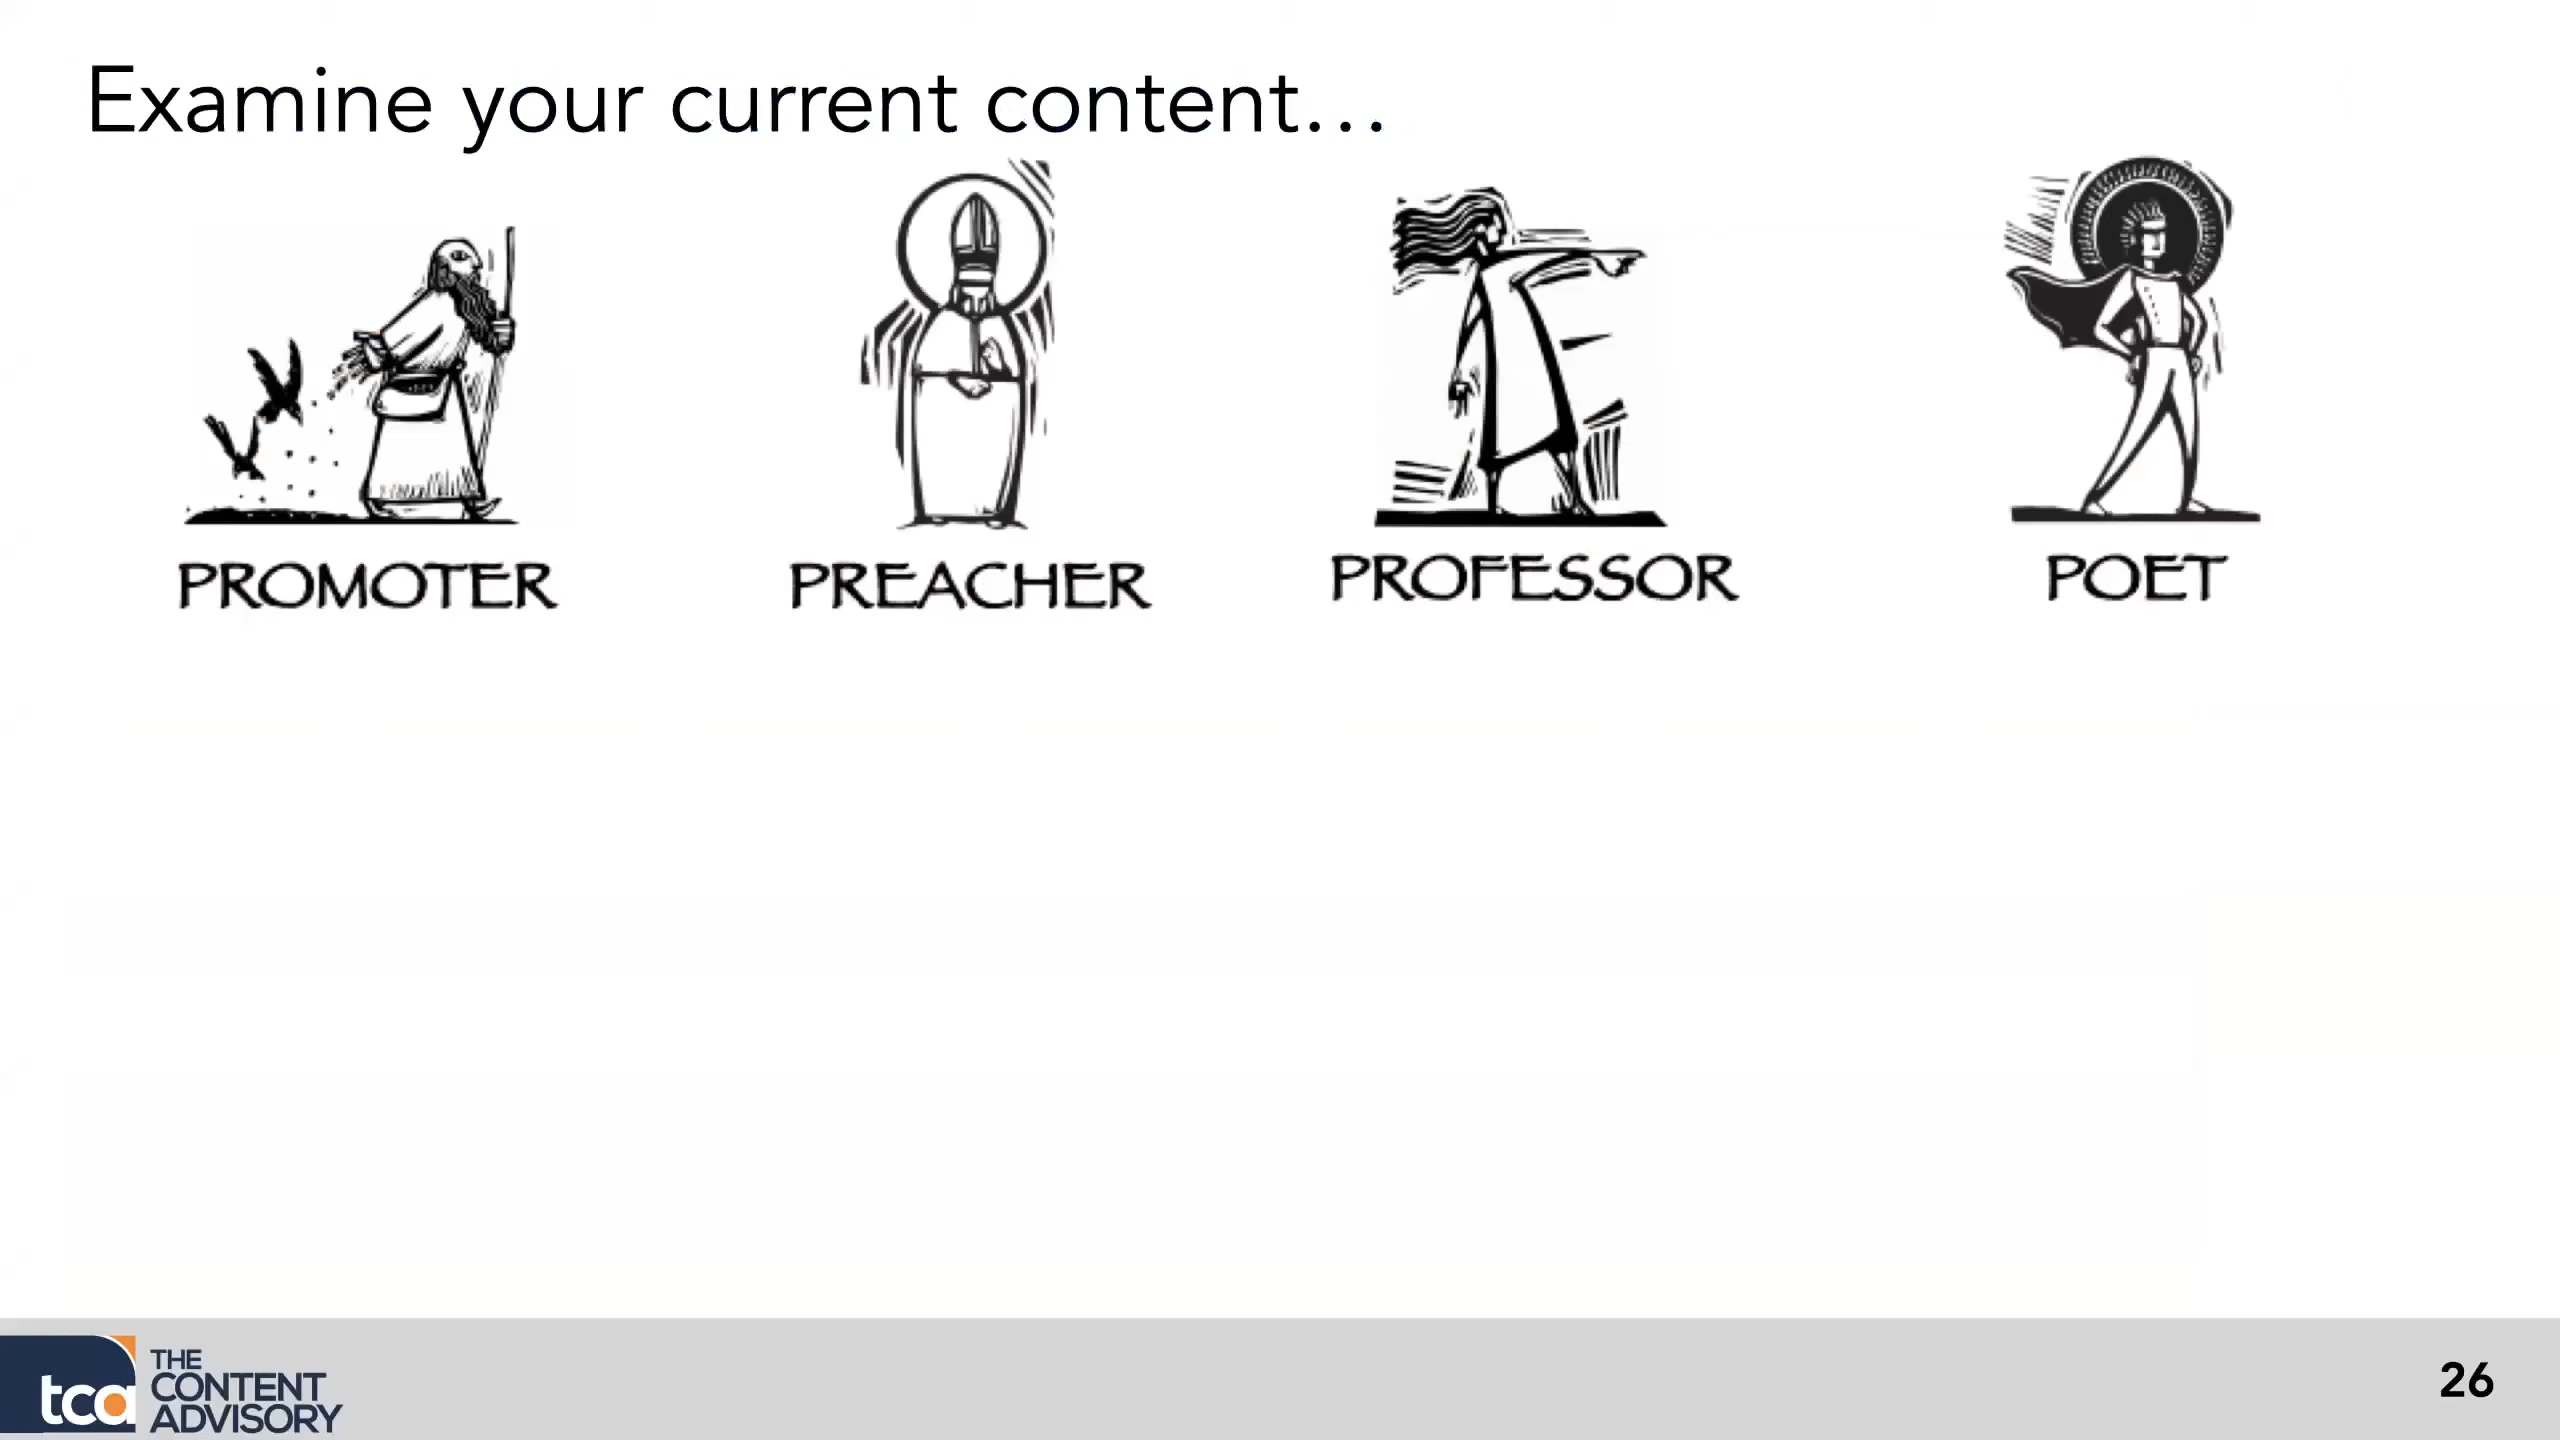 Examine your current content…
PROMOTER
PREACHER
PROFESSOR
POET
tca
THE
CONTENT
ADVISORY
26